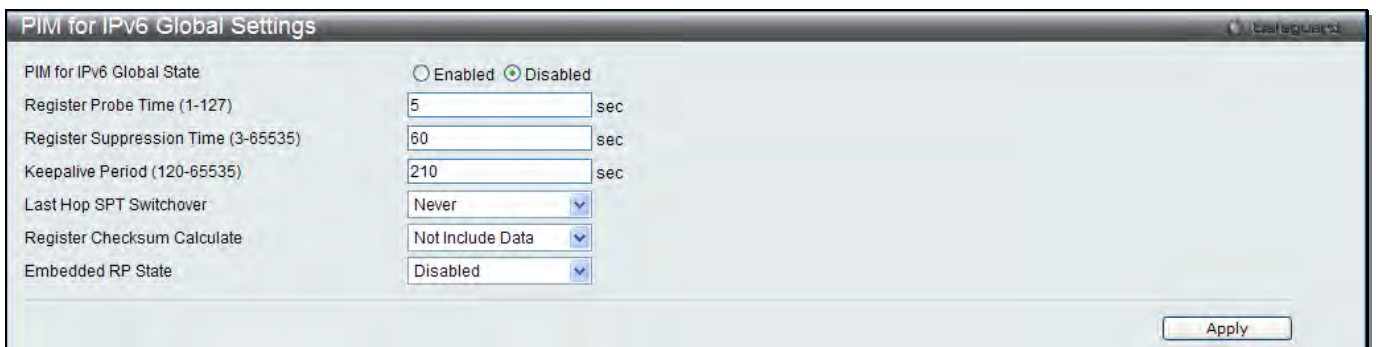 PIM for IPv6 Global Settings
PIM for IPv6 Global State Enabled Disabled
Register Probe Time (1-127) 5 sec
Register Suppression Time (3-65535) 60 sec
Keepalive Period (120-65535) 210 sec
Last Hop SPT Switchover Never
Register Checksum Calculate Not Include Data
Embedded RP State Disabled
Apply